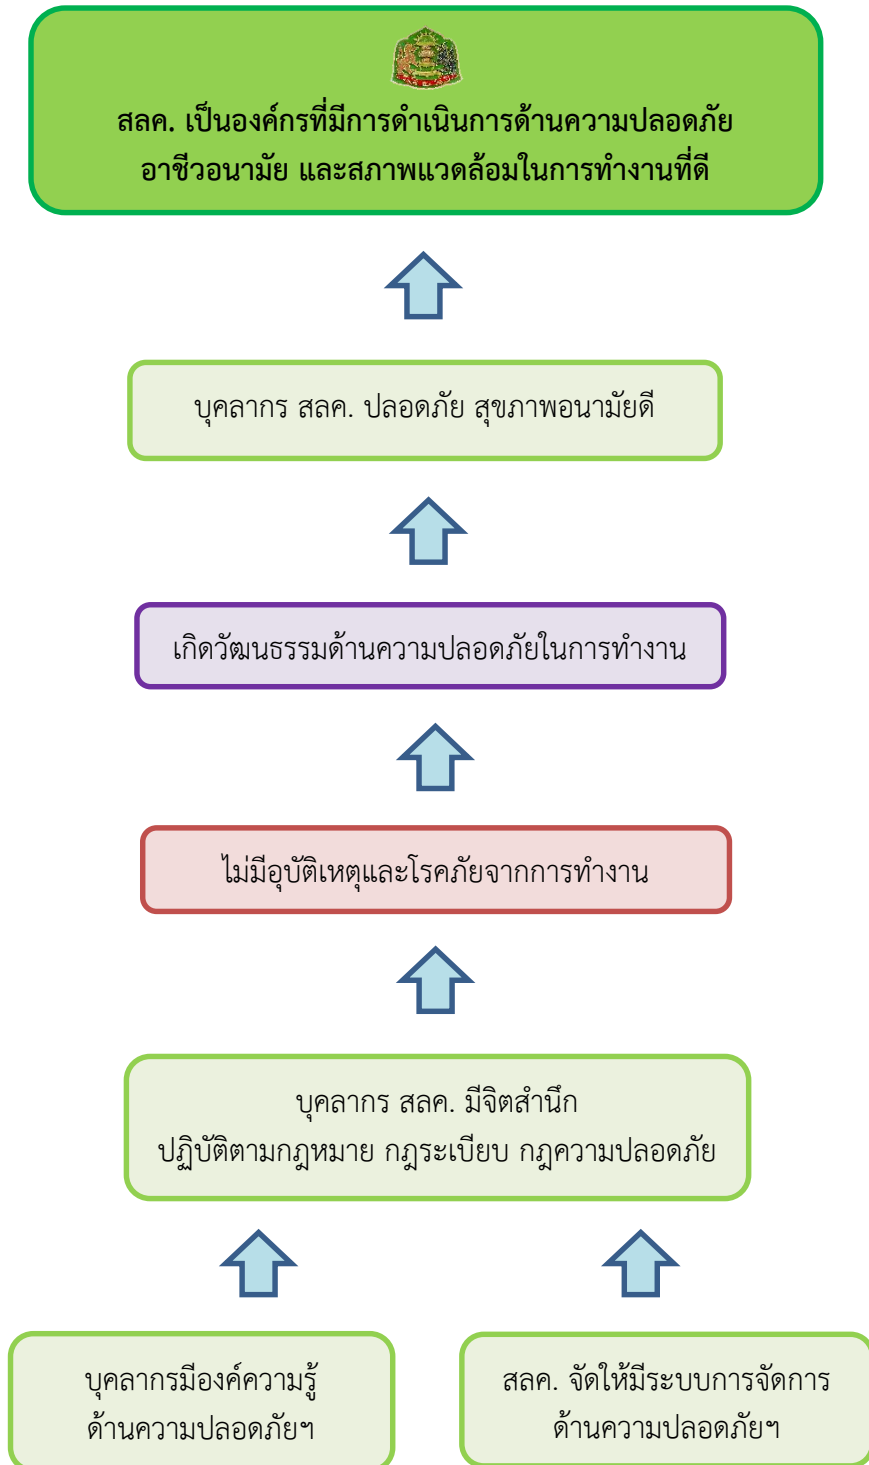 สลค. เป็นองค์กรที่มีการดำเนินการด้านความปลอดภัย
อาชีวอนามัย และสภาพแวดล้อมในการทำงานที่ดี
บุคลากร สลค. ปลอดภัย สุขภาพอนามัยดี
เกิดวัฒนธรรมด้านความปลอดภัยในการทำงาน
ไม่มีอุบัติเหตุและโรคภัยจากการทำงาน
บุคลากร สลค. มีจิตสำนึก
ปฏิบัติตามกฎหมาย กฎระเบียบ กฎความปลอดภัย
บุคลากรมีองค์ความรู้
ด้านความปลอดภัยฯ
สลค. จัดให้มีระบบการจัดการ
ด้านความปลอดภัยฯ